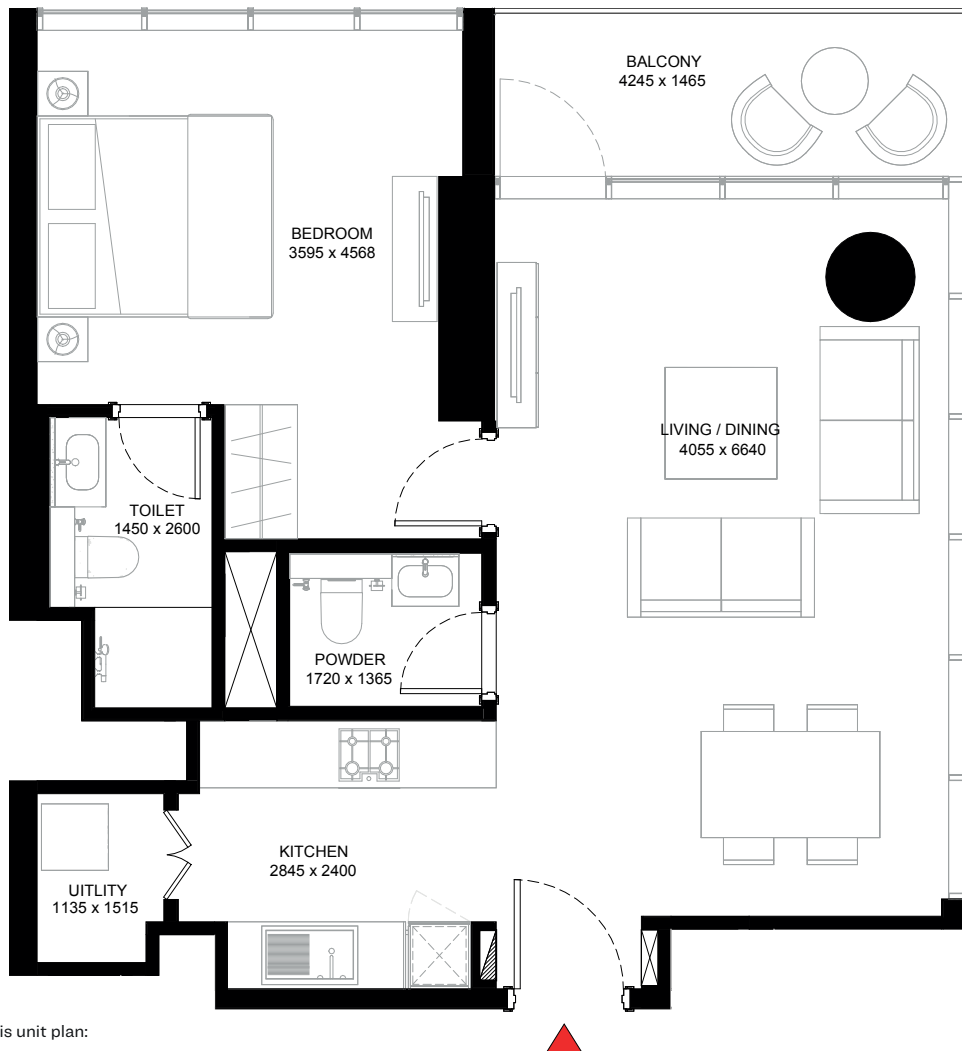 BALCONY
4245 x 1465
BEDROOM
3595 x 4568
LIVING / DINING
4055 x 6640
TOILET
1450 x 2600
POWDER
1720 x 1365
KITCHEN
2845 x 2400
UITLITY
1135 x 1515
is unit plan: